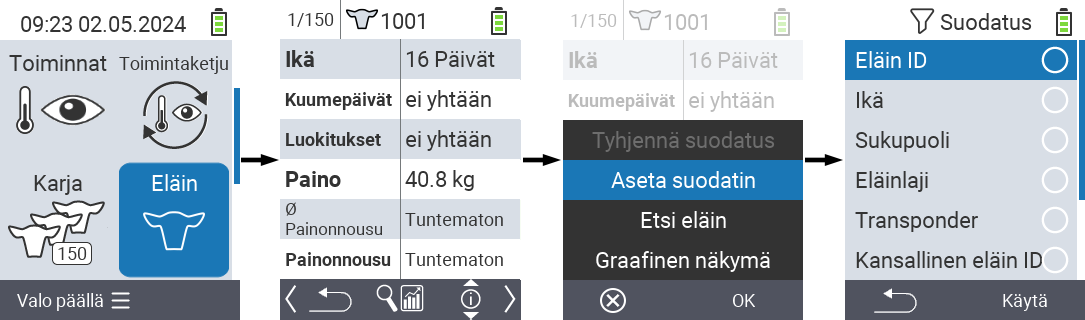 09:23 02.05.2024
Toiminnat
Toimintaketju
Karja
Eläin
150
Valo päällä
1/150
1001
Ikä
16 Päivät
Kuumepäivät
ei yhtään
Luokitukset
ei yhtään
Paino
40.8 kg
Ø
Painonnousu
Tuntematon
Painonnousu
Tuntematon
1/150
1001
Ikä
16 Päivät
Kuumepäivät
ei yhtään
Tyhjennä suodatus
Aseta suodatin
Etsi eläin
Graafinen näkymä
OK
Suodatus
Eläin ID
Ikä
Sukupuoli
Eläinlaji
Transponder
Kansallinen eläin ID
Käytä